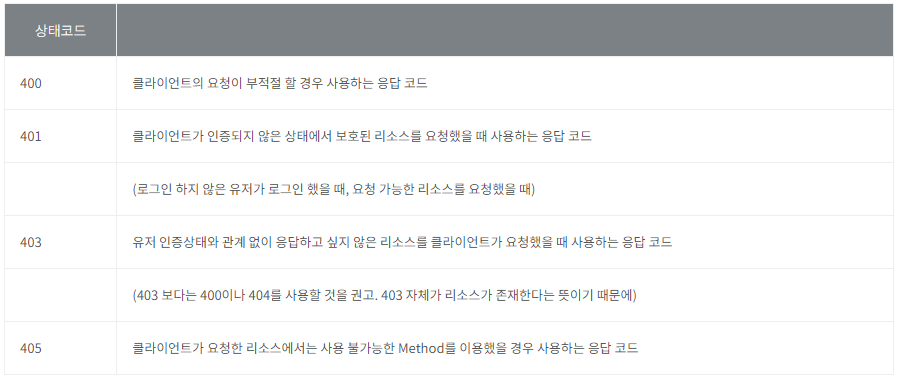 상태코드
400 클라이언트의 요청이 부적절 할 경우 사용하는 응답 코드
401 클라이언트가 인증되지 않은 상태에서 보호된 리소스를 요청했을 때 사용하는 응답 코드
(로그인 하지 않은 유저가 로그인 했을 때, 요청 가능한 리소스를 요청했을 때)
403 유저 인증상태와 관계 없이 응답하고 싶지 않은 리소스를 클라이언트가 요청했을 때 사용하는 응답 코드
(403 보다는 400이나 404를 사용할 것을 권고. 403 자체가 리소스가 존재한다는 뜻이기 때문에)
405 클라이언트가 요청한 리소스에서는 사용 불가능한 Method를 이용했을 경우 사용하는 응답 코드